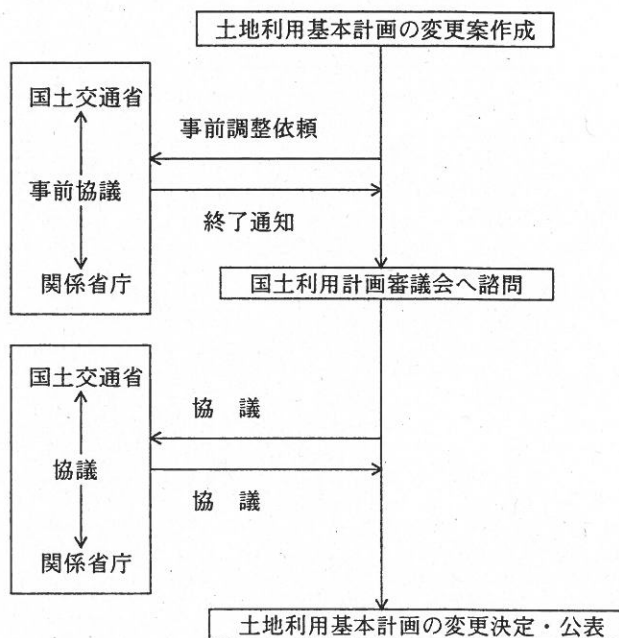 土地利用基本計画の変更案作成
国土交通省
事前調整依頼
事前協議
終了通知
関係省庁
国土利用計画審議会へ諮問
国土交通省
協　議
協議
協　議
関係省庁
土地利用基本計画の変更決定・公表